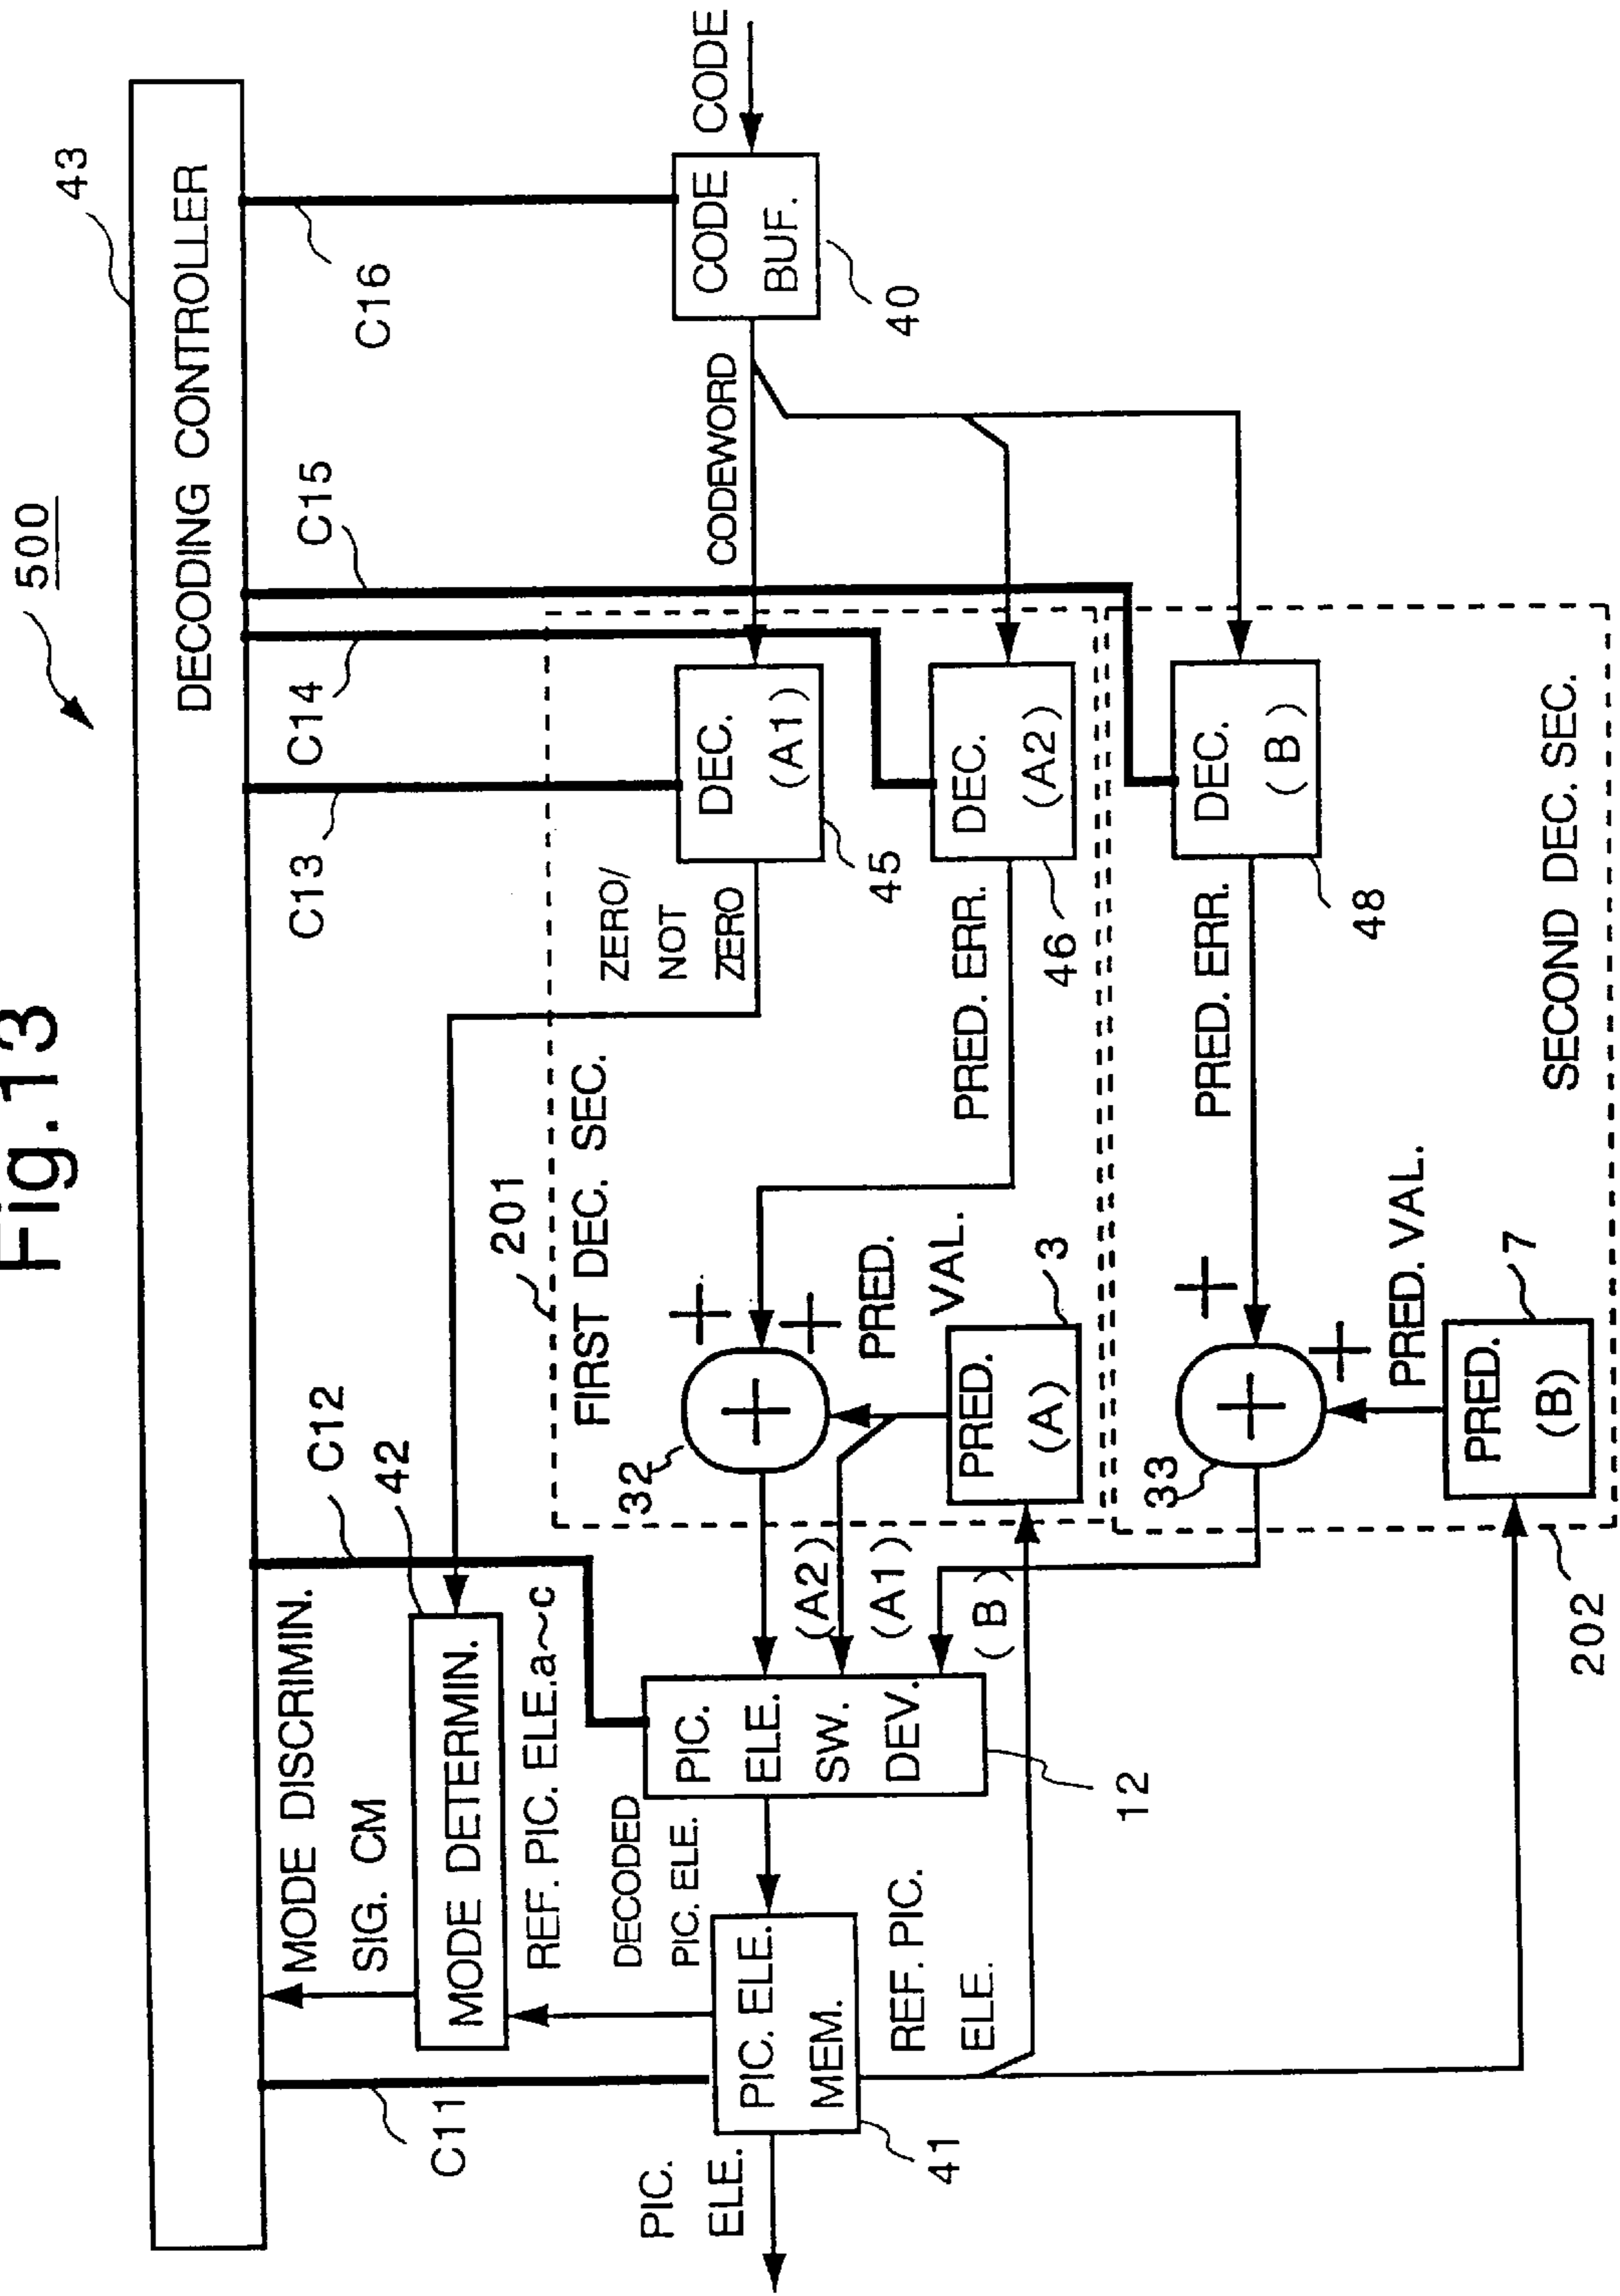 Fig.13
500
43
DECODING CONTROLLER
C11
MODE DISCRIMIN.
SIG. CM
C12
C13
C14
C15
C16
42
MODE DETERMIN.
REF. PIC. ELE.a~c
PIC.
ELE.
PIC. ELE.
MEM.
41
DECODED
PIC. ELE.
REF. PIC.
ELE.
PIC.
ELE.
SW.
DEV.
12
(A2)
(A1)
(B)
201
FIRST DEC. SEC.
32
+
+
+
PRED.
VAL.
PRED.
(A)
3
ZERO/
NOT
ZERO
DEC.
(A1)
45
PRED. ERR.
DEC.
(A2)
46
CODEWORD
CODE
BUF.
40
CODE
33
+
+
+
PRED. VAL.
PRED.
(B)
7
PRED. ERR.
DEC.
(B)
48
SECOND DEC. SEC.
202